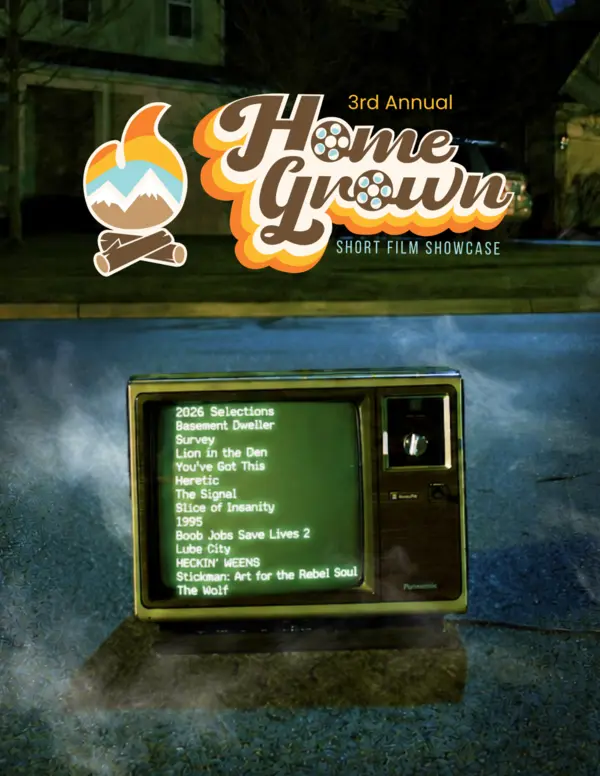 3rd Annual
Home
Grown
SHORT FILM SHOWCASE
2026 Selections
Basement Dweller
Survey
Lion in the Den
You've Got This
Heretic
The Signal
Slice of Insanity
1995
Boob Jobs Save Lives 2
Lube City
HECKIN' WEENS
Stickman: Art for the Rebel Soul
The Wolf
Panasonic